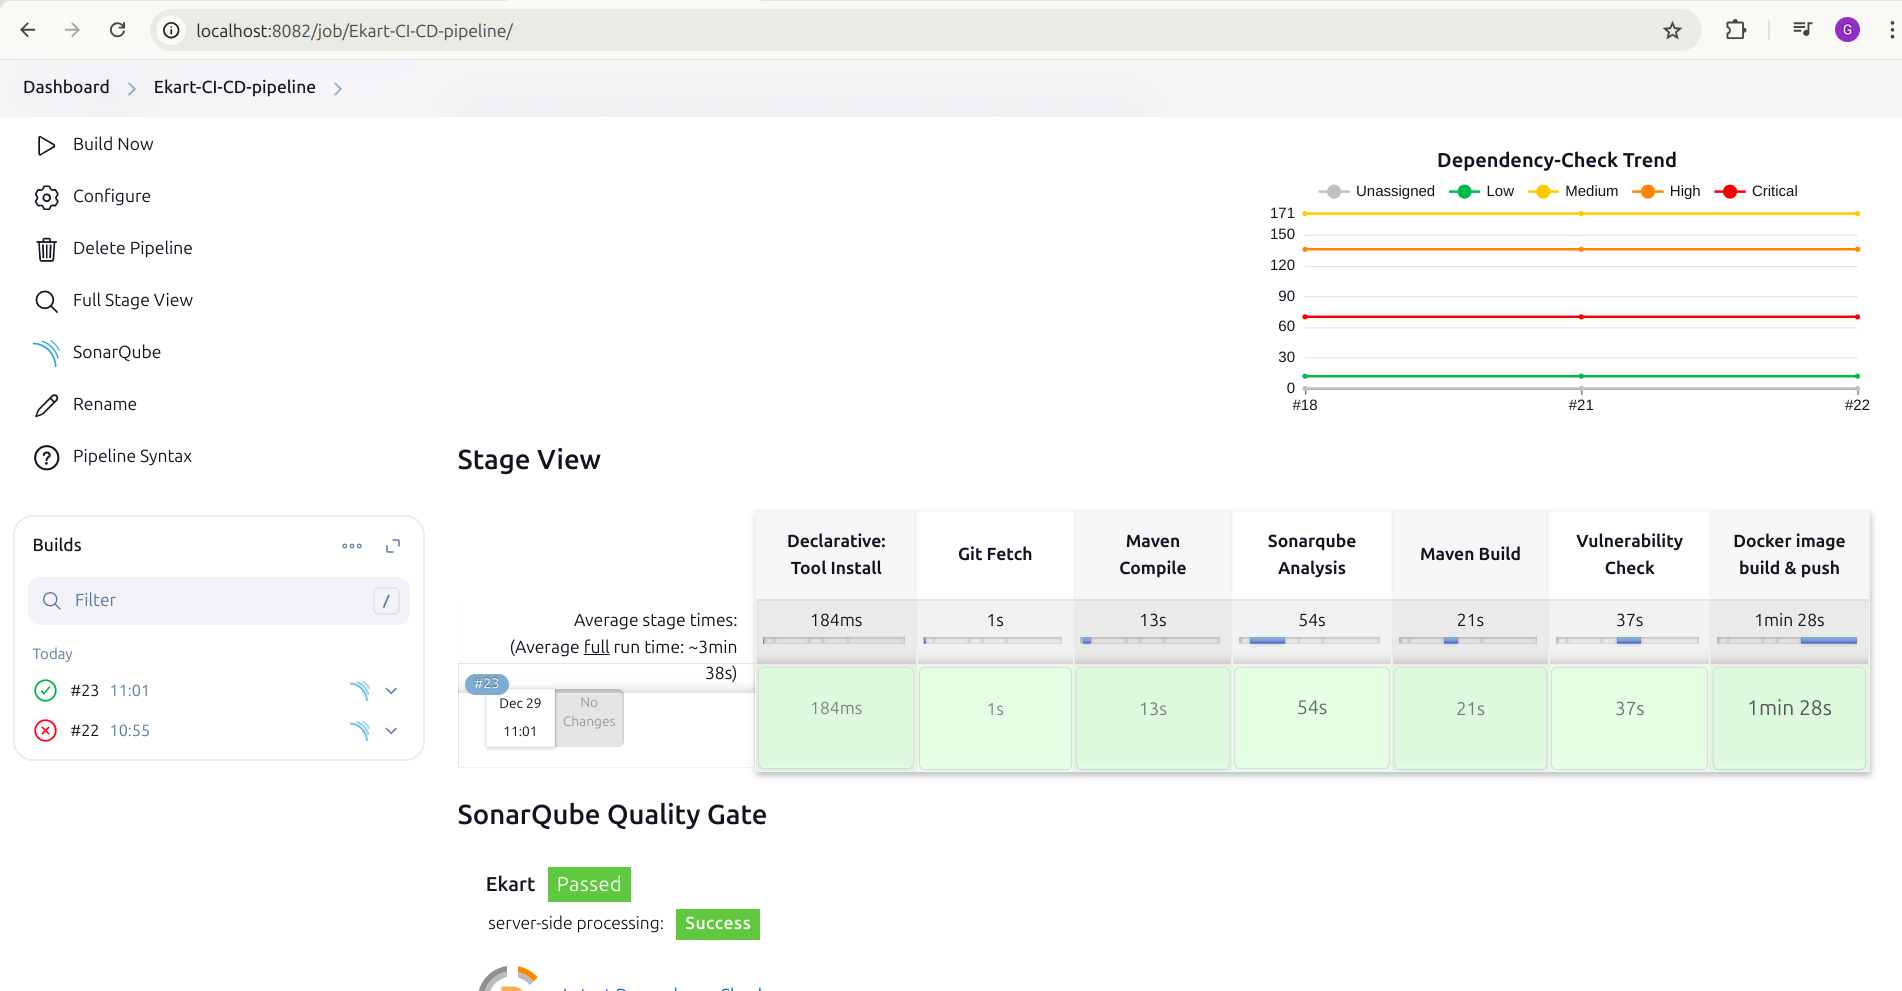 localhost:8082/job/Ekart-CI-CD-pipeline/
G
Dashboard
Ekart-CI-CD-pipeline
Build Now
Configure
Delete Pipeline
Full Stage View
SonarQube
Rename
Pipeline Syntax
Builds
Filter
/
Today
#23 11:01
#22 10:55
Dependency-Check Trend
Unassigned Low Medium High Critical
171
150
120
90
60
30
0
#18 #21 #22
Stage View
Declarative: Tool Install
Git Fetch
Maven Compile
Sonarqube Analysis
Maven Build
Vulnerability Check
Docker image build & push
Average stage times:
(Average full run time: ~3min
38s)
184ms 1s 13s 54s 21s 37s 1min 28s
#23
Dec 29
11:01
No
Changes
184ms 1s 13s 54s 21s 37s 1min 28s
SonarQube Quality Gate
Ekart Passed
server-side processing: Success